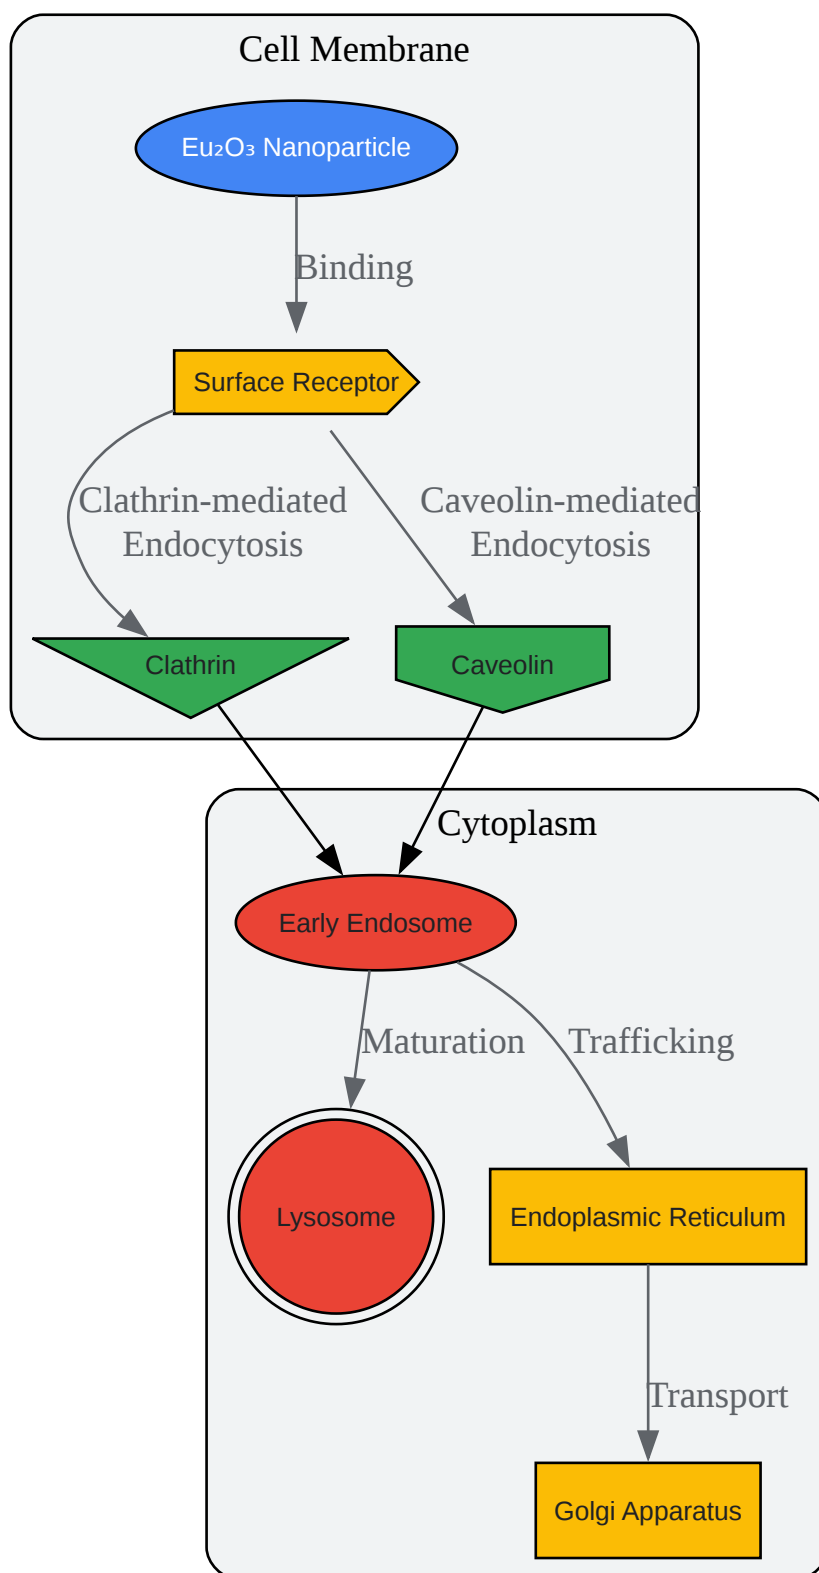 Cell Membrane
Eu₂O₃ Nanoparticle
Binding
Surface Receptor
Clathrin-mediated
Endocytosis
Caveolin-mediated
Endocytosis
Clathrin
Caveolin
Cytoplasm
Early Endosome
Maturation
Trafficking
Lysosome
Endoplasmic Reticulum
Transport
Golgi Apparatus